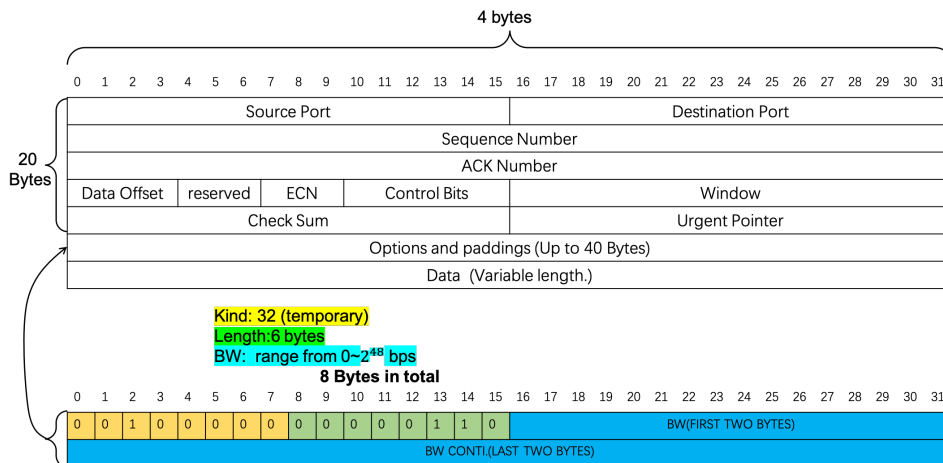 4 bytes
0 1 2 3 4 5 6 7 8 9 10 11 12 13 14 15 16 17 18 19 20 21 22 23 24 25 26 27 28 29 30 31
Source Port Destination Port
Sequence Number
20
Bytes
ACK Number
Data Offset reserved ECN Control Bits Window
Check Sum Urgent Pointer
Options and paddings (Up to 40 Bytes)
Data (Variable length.)
Kind: 32 (temporary)
Length:6 bytes
BW: range from 0~2⁴⁸ bps
8 Bytes in total
0 1 2 3 4 5 6 7 8 9 10 11 12 13 14 15 16 17 18 19 20 21 22 23 24 25 26 27 28 29 30 31
0 0 1 0 0 0 0 0 0 0 0 0 0 1 1 0 BW(FIRST TWO BYTES)
BW CONTI.(LAST TWO BYTES)